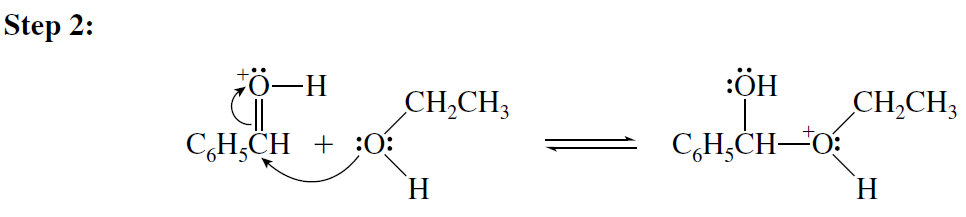 Step 2:
+Ö—H
:ÖH
CH₂CH₃
CH₂CH₃
C₆H₅CH + :O:
C₆H₅CH—⁺O:
H
H